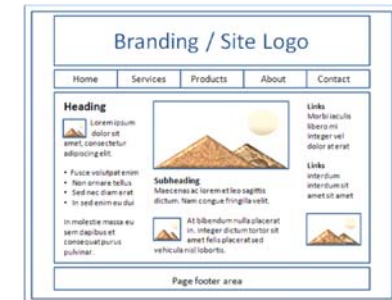 Branding / Site Logo
Home Services Products About Contact
Heading
Lorem ipsum
dolor sit
amet, consectetur
adipiscing elit.
• Fusce volutpat enim
• Non ornare tellus
• Sed nec diam erat
• In sed enim eu dui
In molestie massa eu
sem dapibus et
consequat purus
pulvinar.
Subheading
Maecenas ac lorem et leo sagittis
dictum. Nam congue fringilla velit.
At bibendum nulla placerat
in. Integer dictum tortor sit
amet felis placerat sed
vehicula nisl lobortis.
Links
Morbi iaculis
libero mi
Integer vel
dolor at erat
Links
Interdum
interdum sit
amet sit amet
Page footer area